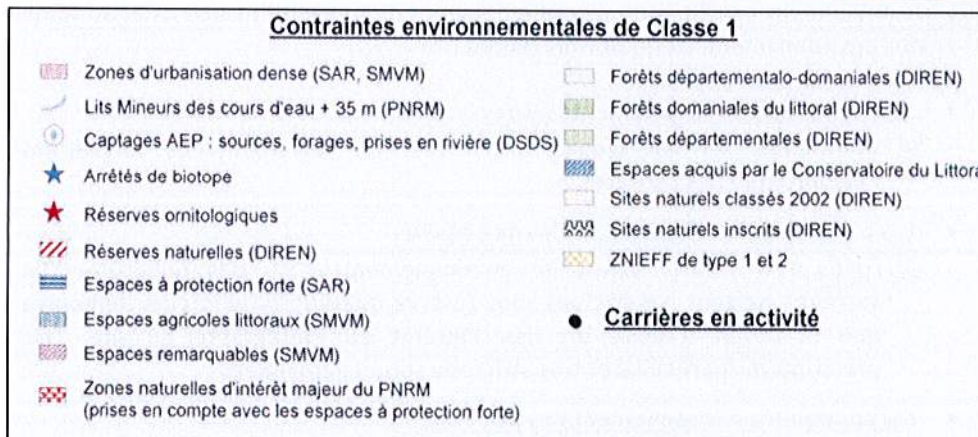 Contraintes environnementales de Classe 1
Zones d'urbanisation dense (SAR, SMVM)
Lits Mineurs des cours d'eau + 35 m (PNRM)
Captages AEP : sources, forages, prises en rivière (DSDS)
Arrêtés de biotope
Réserves ornitologiques
Réserves naturelles (DIREN)
Espaces à protection forte (SAR)
Espaces agricoles littoraux (SMVM)
Espaces remarquables (SMVM)
Zones naturelles d'intérêt majeur du PNRM
(prises en compte avec les espaces à protection forte)
Forêts départementalo-domaniales (DIREN)
Forêts domaniales du littoral (DIREN)
Forêts départementales (DIREN)
Espaces acquis par le Conservatoire du Littora
Sites naturels classés 2002 (DIREN)
Sites naturels inscrits (DIREN)
ZNIEFF de type 1 et 2
Carrières en activité